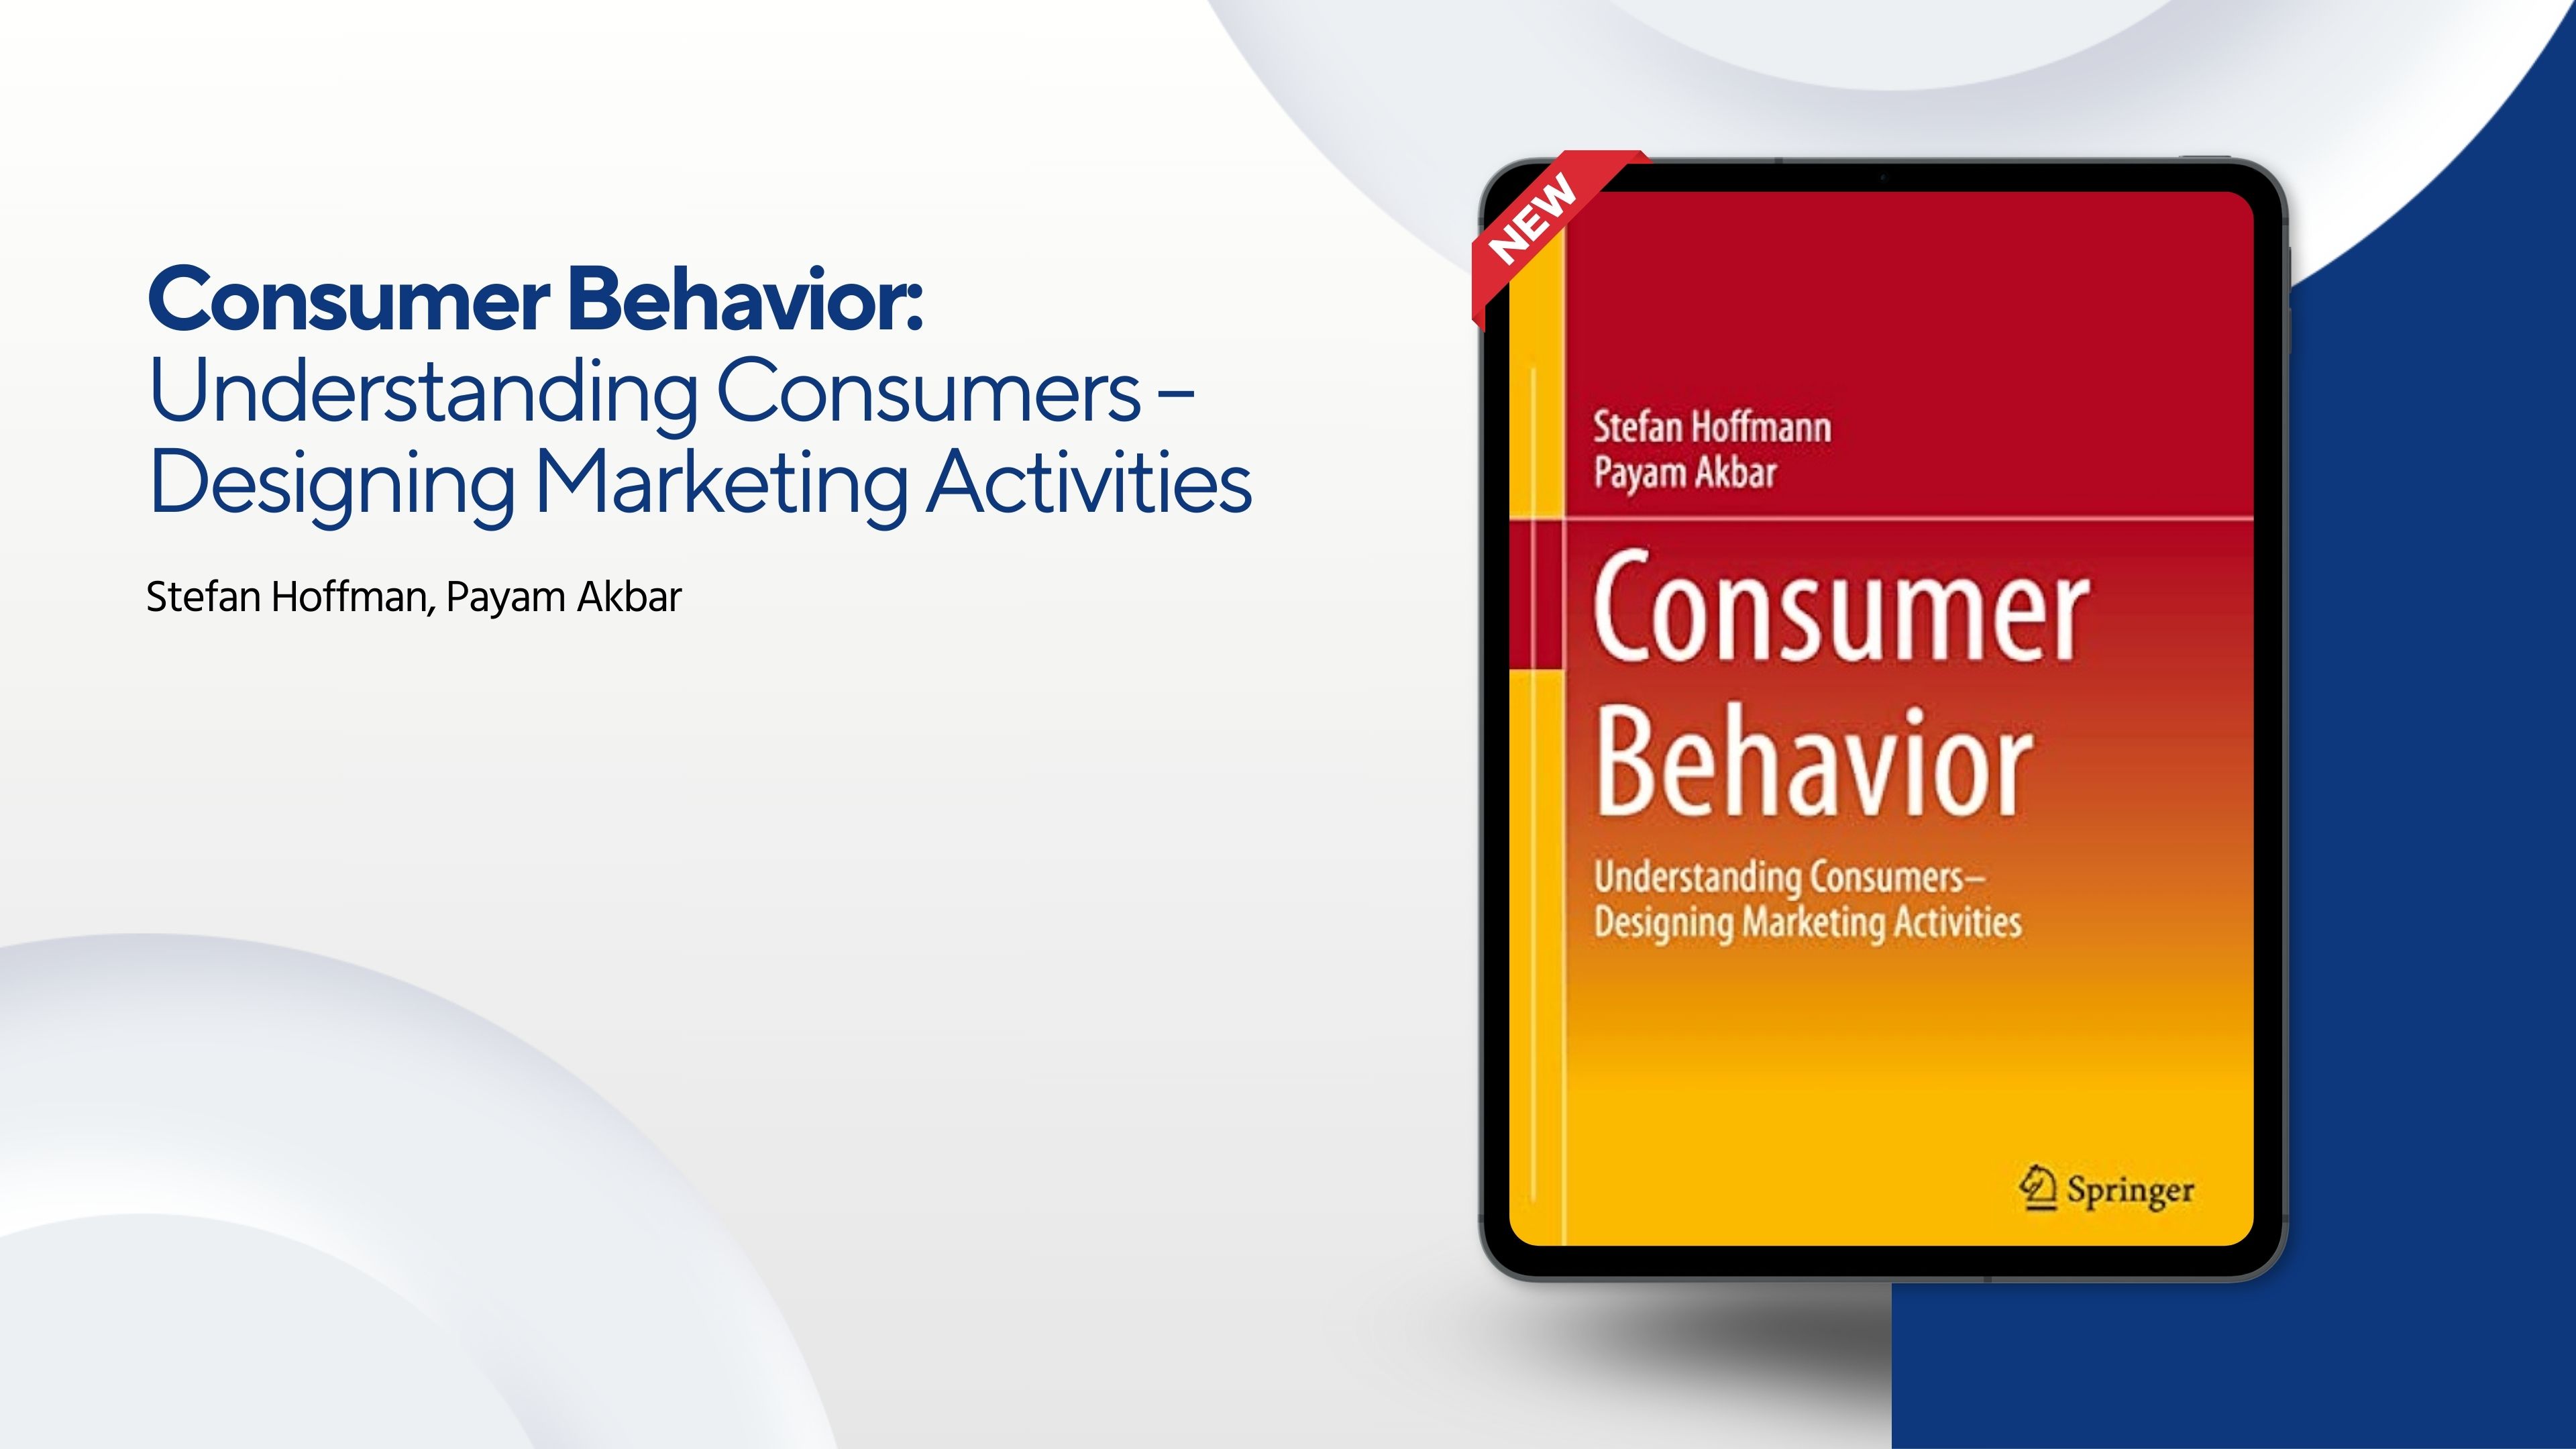 Consumer Behavior:
Understanding Consumers –
Designing Marketing Activities
Stefan Hoffman, Payam Akbar
NEW
Stefan Hoffmann
Payam Akbar
Consumer
Behavior
Understanding Consumers–
Designing Marketing Activities
Springer